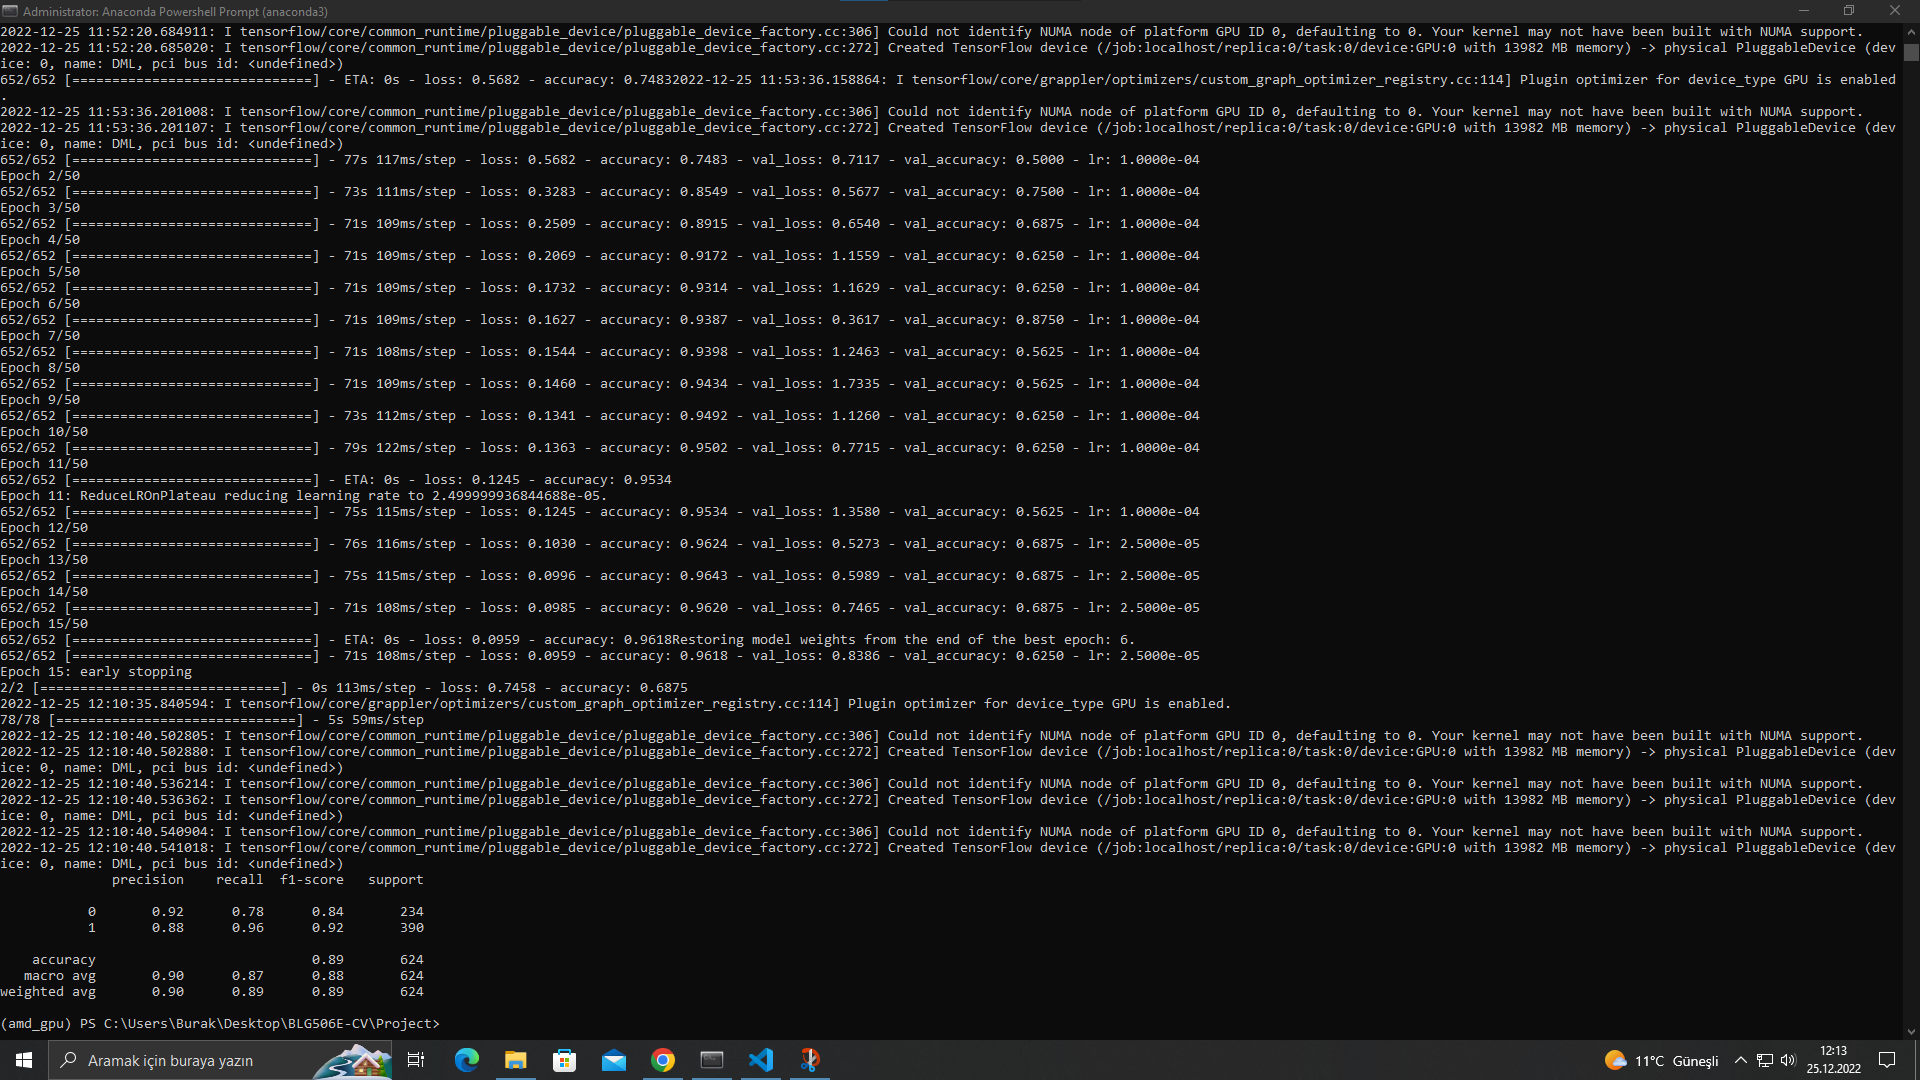 Administrator: Anaconda Powershell Prompt (anaconda3)
2022-12-25 11:52:20.684911: I tensorflow/core/common_runtime/pluggable_device/pluggable_device_factory.cc:306] Could not identify NUMA node of platform GPU ID 0, defaulting to 0. Your kernel may not have been built with NUMA support.
2022-12-25 11:52:20.685020: I tensorflow/core/common_runtime/pluggable_device/pluggable_device_factory.cc:272] Created TensorFlow device (/job:localhost/replica:0/task:0/device:GPU:0 with 13982 MB memory) -> physical PluggableDevice (dev
ice: 0, name: DML, pci bus id: <undefined>)
652/652 [==============================] - ETA: 0s - loss: 0.5682 - accuracy: 0.74832022-12-25 11:53:36.158864: I tensorflow/core/grappler/optimizers/custom_graph_optimizer_registry.cc:114] Plugin optimizer for device_type GPU is enabled
.
2022-12-25 11:53:36.201008: I tensorflow/core/common_runtime/pluggable_device/pluggable_device_factory.cc:306] Could not identify NUMA node of platform GPU ID 0, defaulting to 0. Your kernel may not have been built with NUMA support.
2022-12-25 11:53:36.201107: I tensorflow/core/common_runtime/pluggable_device/pluggable_device_factory.cc:272] Created TensorFlow device (/job:localhost/replica:0/task:0/device:GPU:0 with 13982 MB memory) -> physical PluggableDevice (dev
ice: 0, name: DML, pci bus id: <undefined>)
652/652 [==============================] - 77s 117ms/step - loss: 0.5682 - accuracy: 0.7483 - val_loss: 0.7117 - val_accuracy: 0.5000 - lr: 1.0000e-04
Epoch 2/50
652/652 [==============================] - 73s 111ms/step - loss: 0.3283 - accuracy: 0.8549 - val_loss: 0.5677 - val_accuracy: 0.7500 - lr: 1.0000e-04
Epoch 3/50
652/652 [==============================] - 71s 109ms/step - loss: 0.2509 - accuracy: 0.8915 - val_loss: 0.6540 - val_accuracy: 0.6875 - lr: 1.0000e-04
Epoch 4/50
652/652 [==============================] - 71s 109ms/step - loss: 0.2069 - accuracy: 0.9172 - val_loss: 1.1559 - val_accuracy: 0.6250 - lr: 1.0000e-04
Epoch 5/50
652/652 [==============================] - 71s 109ms/step - loss: 0.1732 - accuracy: 0.9314 - val_loss: 1.1629 - val_accuracy: 0.6250 - lr: 1.0000e-04
Epoch 6/50
652/652 [==============================] - 71s 109ms/step - loss: 0.1627 - accuracy: 0.9387 - val_loss: 0.3617 - val_accuracy: 0.8750 - lr: 1.0000e-04
Epoch 7/50
652/652 [==============================] - 71s 108ms/step - loss: 0.1544 - accuracy: 0.9398 - val_loss: 1.2463 - val_accuracy: 0.5625 - lr: 1.0000e-04
Epoch 8/50
652/652 [==============================] - 71s 109ms/step - loss: 0.1460 - accuracy: 0.9434 - val_loss: 1.7335 - val_accuracy: 0.5625 - lr: 1.0000e-04
Epoch 9/50
652/652 [==============================] - 73s 112ms/step - loss: 0.1341 - accuracy: 0.9492 - val_loss: 1.1260 - val_accuracy: 0.6250 - lr: 1.0000e-04
Epoch 10/50
652/652 [==============================] - 79s 122ms/step - loss: 0.1363 - accuracy: 0.9502 - val_loss: 0.7715 - val_accuracy: 0.6250 - lr: 1.0000e-04
Epoch 11/50
652/652 [==============================] - ETA: 0s - loss: 0.1245 - accuracy: 0.9534
Epoch 11: ReduceLROnPlateau reducing learning rate to 2.499999936844688e-05.
652/652 [==============================] - 75s 115ms/step - loss: 0.1245 - accuracy: 0.9534 - val_loss: 1.3580 - val_accuracy: 0.5625 - lr: 1.0000e-04
Epoch 12/50
652/652 [==============================] - 76s 116ms/step - loss: 0.1030 - accuracy: 0.9624 - val_loss: 0.5273 - val_accuracy: 0.6875 - lr: 2.5000e-05
Epoch 13/50
652/652 [==============================] - 75s 115ms/step - loss: 0.0996 - accuracy: 0.9643 - val_loss: 0.5989 - val_accuracy: 0.6875 - lr: 2.5000e-05
Epoch 14/50
652/652 [==============================] - 71s 108ms/step - loss: 0.0985 - accuracy: 0.9620 - val_loss: 0.7465 - val_accuracy: 0.6875 - lr: 2.5000e-05
Epoch 15/50
652/652 [==============================] - ETA: 0s - loss: 0.0959 - accuracy: 0.9618Restoring model weights from the end of the best epoch: 6.
652/652 [==============================] - 71s 108ms/step - loss: 0.0959 - accuracy: 0.9618 - val_loss: 0.8386 - val_accuracy: 0.6250 - lr: 2.5000e-05
Epoch 15: early stopping
2/2 [==============================] - 0s 113ms/step - loss: 0.7458 - accuracy: 0.6875
2022-12-25 12:10:35.840594: I tensorflow/core/grappler/optimizers/custom_graph_optimizer_registry.cc:114] Plugin optimizer for device_type GPU is enabled.
78/78 [==============================] - 5s 59ms/step
2022-12-25 12:10:40.502805: I tensorflow/core/common_runtime/pluggable_device/pluggable_device_factory.cc:306] Could not identify NUMA node of platform GPU ID 0, defaulting to 0. Your kernel may not have been built with NUMA support.
2022-12-25 12:10:40.502880: I tensorflow/core/common_runtime/pluggable_device/pluggable_device_factory.cc:272] Created TensorFlow device (/job:localhost/replica:0/task:0/device:GPU:0 with 13982 MB memory) -> physical PluggableDevice (dev
ice: 0, name: DML, pci bus id: <undefined>)
2022-12-25 12:10:40.536214: I tensorflow/core/common_runtime/pluggable_device/pluggable_device_factory.cc:306] Could not identify NUMA node of platform GPU ID 0, defaulting to 0. Your kernel may not have been built with NUMA support.
2022-12-25 12:10:40.536362: I tensorflow/core/common_runtime/pluggable_device/pluggable_device_factory.cc:272] Created TensorFlow device (/job:localhost/replica:0/task:0/device:GPU:0 with 13982 MB memory) -> physical PluggableDevice (dev
ice: 0, name: DML, pci bus id: <undefined>)
2022-12-25 12:10:40.540904: I tensorflow/core/common_runtime/pluggable_device/pluggable_device_factory.cc:306] Could not identify NUMA node of platform GPU ID 0, defaulting to 0. Your kernel may not have been built with NUMA support.
2022-12-25 12:10:40.541018: I tensorflow/core/common_runtime/pluggable_device/pluggable_device_factory.cc:272] Created TensorFlow device (/job:localhost/replica:0/task:0/device:GPU:0 with 13982 MB memory) -> physical PluggableDevice (dev
ice: 0, name: DML, pci bus id: <undefined>)
precision recall f1-score support
0 0.92 0.78 0.84 234
1 0.88 0.96 0.92 390
accuracy 0.89 624
macro avg 0.90 0.87 0.88 624
weighted avg 0.90 0.89 0.89 624
(amd_gpu) PS C:\Users\Burak\Desktop\BLG506E-CV\Project>
Aramak için buraya yazın
11°C Güneşli
12:13
25.12.2022